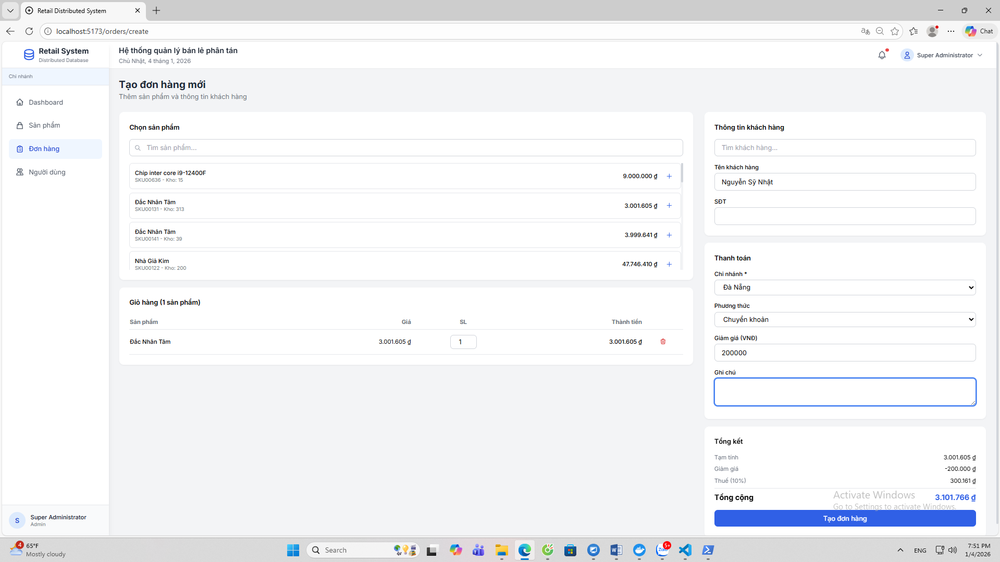 Retail Distributed System
localhost:5173/orders/create
Chat
Retail System
Distributed Database
Chi nhánh
Dashboard
Sản phẩm
Đơn hàng
Người dùng
Hệ thống quản lý bán lẻ phân tán
Chủ Nhật, 4 tháng 1, 2026
Super Administrator
Tạo đơn hàng mới
Thêm sản phẩm và thông tin khách hàng
Chọn sản phẩm
Tìm sản phẩm...
Chip inter core i9-12400F
SKU00636 - Kho: 15
9.000.000 ₫
Đắc Nhân Tâm
SKU00131 - Kho: 313
3.001.605 ₫
Đắc Nhân Tâm
SKU00141 - Kho: 39
3.999.641 ₫
Nhà Giả Kim
SKU00122 - Kho: 200
47.746.410 ₫
Giỏ hàng (1 sản phẩm)
Sản phẩm Giá SL Thành tiền
Đắc Nhân Tâm 3.001.605 ₫ 1 3.001.605 ₫
Thông tin khách hàng
Tìm khách hàng...
Tên khách hàng
Nguyễn Sỹ Nhật
SĐT
Thanh toán
Chi nhánh *
Đà Nẵng
Phương thức
Chuyển khoản
Giảm giá (VNĐ)
200000
Ghi chú
Tổng kết
Tạm tính 3.001.605 ₫
Giảm giá -200.000 ₫
Thuế (10%) 300.161 ₫
Tổng cộng 3.101.766 ₫
Activate Windows
Go to Settings to activate Windows.
Tạo đơn hàng
S
Super Administrator
Admin
4
65°F
Mostly cloudy
Search
Zalo
5+
ENG
7:51 PM
1/4/2026